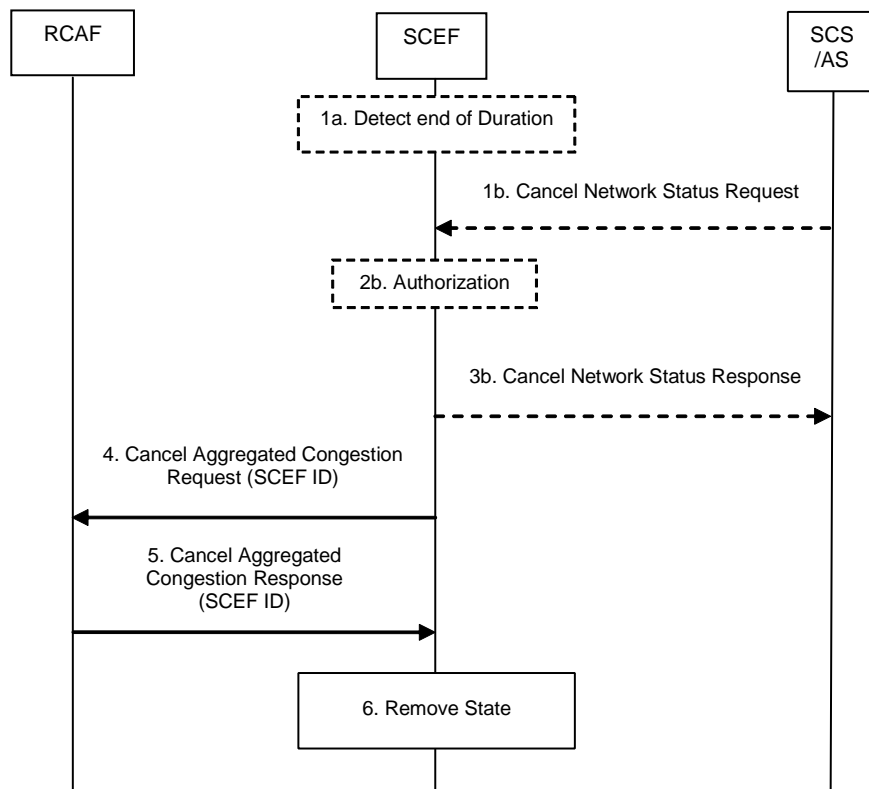 RCAF
SCEF
SCS
/AS
1a. Detect end of Duration
1b. Cancel Network Status Request
2b. Authorization
3b. Cancel Network Status Response
4. Cancel Aggregated Congestion
Request (SCEF ID)
5. Cancel Aggregated
Congestion Response
(SCEF ID)
6. Remove State